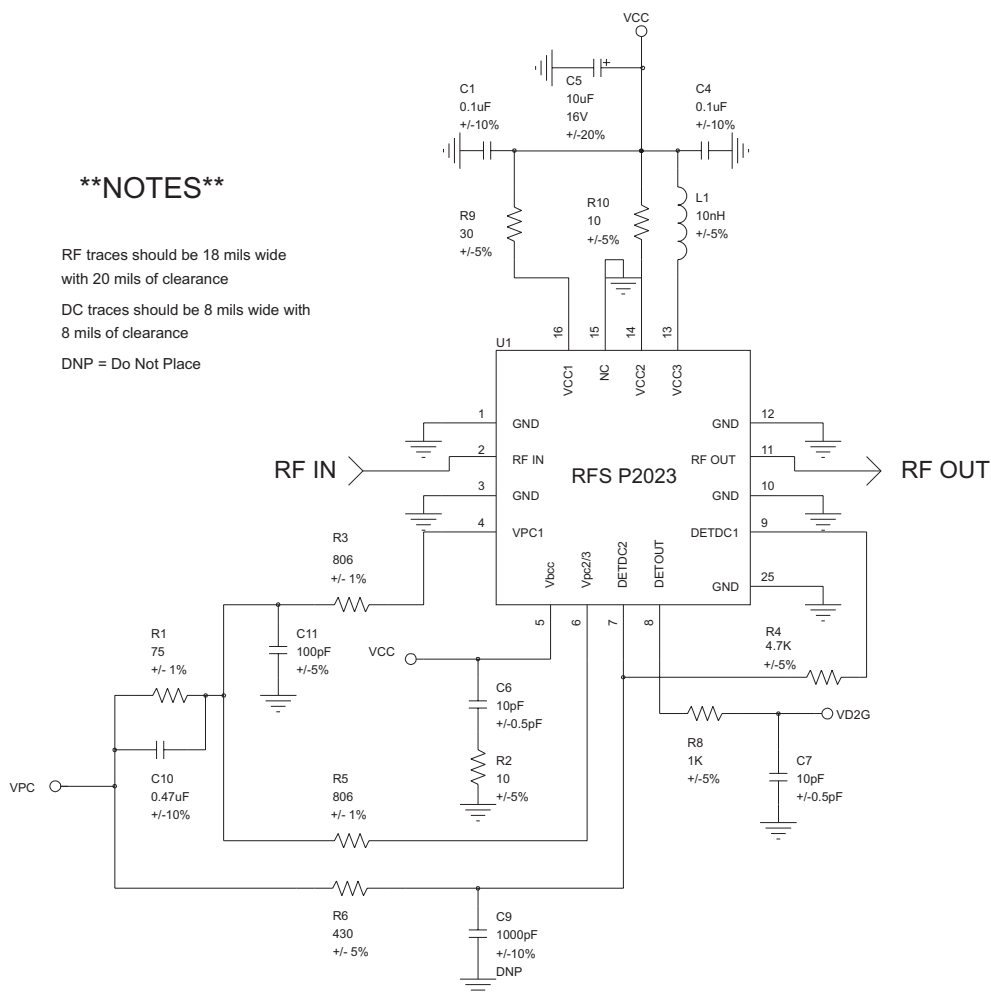 VCC
C5
10uF
16V
+/-20%
+
C1
0.1uF
+/-10%
C4
0.1uF
+/-10%
**NOTES**
RF traces should be 18 mils wide
with 20 mils of clearance
DC traces should be 8 mils wide with
8 mils of clearance
DNP = Do Not Place
R9
30
+/-5%
R10
10
+/-5%
L1
10nH
+/-5%
16
15
14
13
U1
VCC1
NC
VCC2
VCC3
1
GND
2
RF IN
3
GND
4
VPC1
RF IN
RFS P2023
GND
12
RF OUT
11
GND
10
DETDC1
9
GND
25
RF OUT
Vbcc
Vpc2/3
DETDC2
DETOUT
5
6
7
8
R3
806
+/- 1%
R1
75
+/- 1%
C11
100pF
+/-5%
VCC
C6
10pF
+/-0.5pF
R2
10
+/-5%
R4
4.7K
+/-5%
VD2G
R8
1K
+/-5%
C7
10pF
+/-0.5pF
VPC
C10
0.47uF
+/-10%
R5
806
+/- 1%
R6
430
+/- 5%
C9
1000pF
+/-10%
DNP